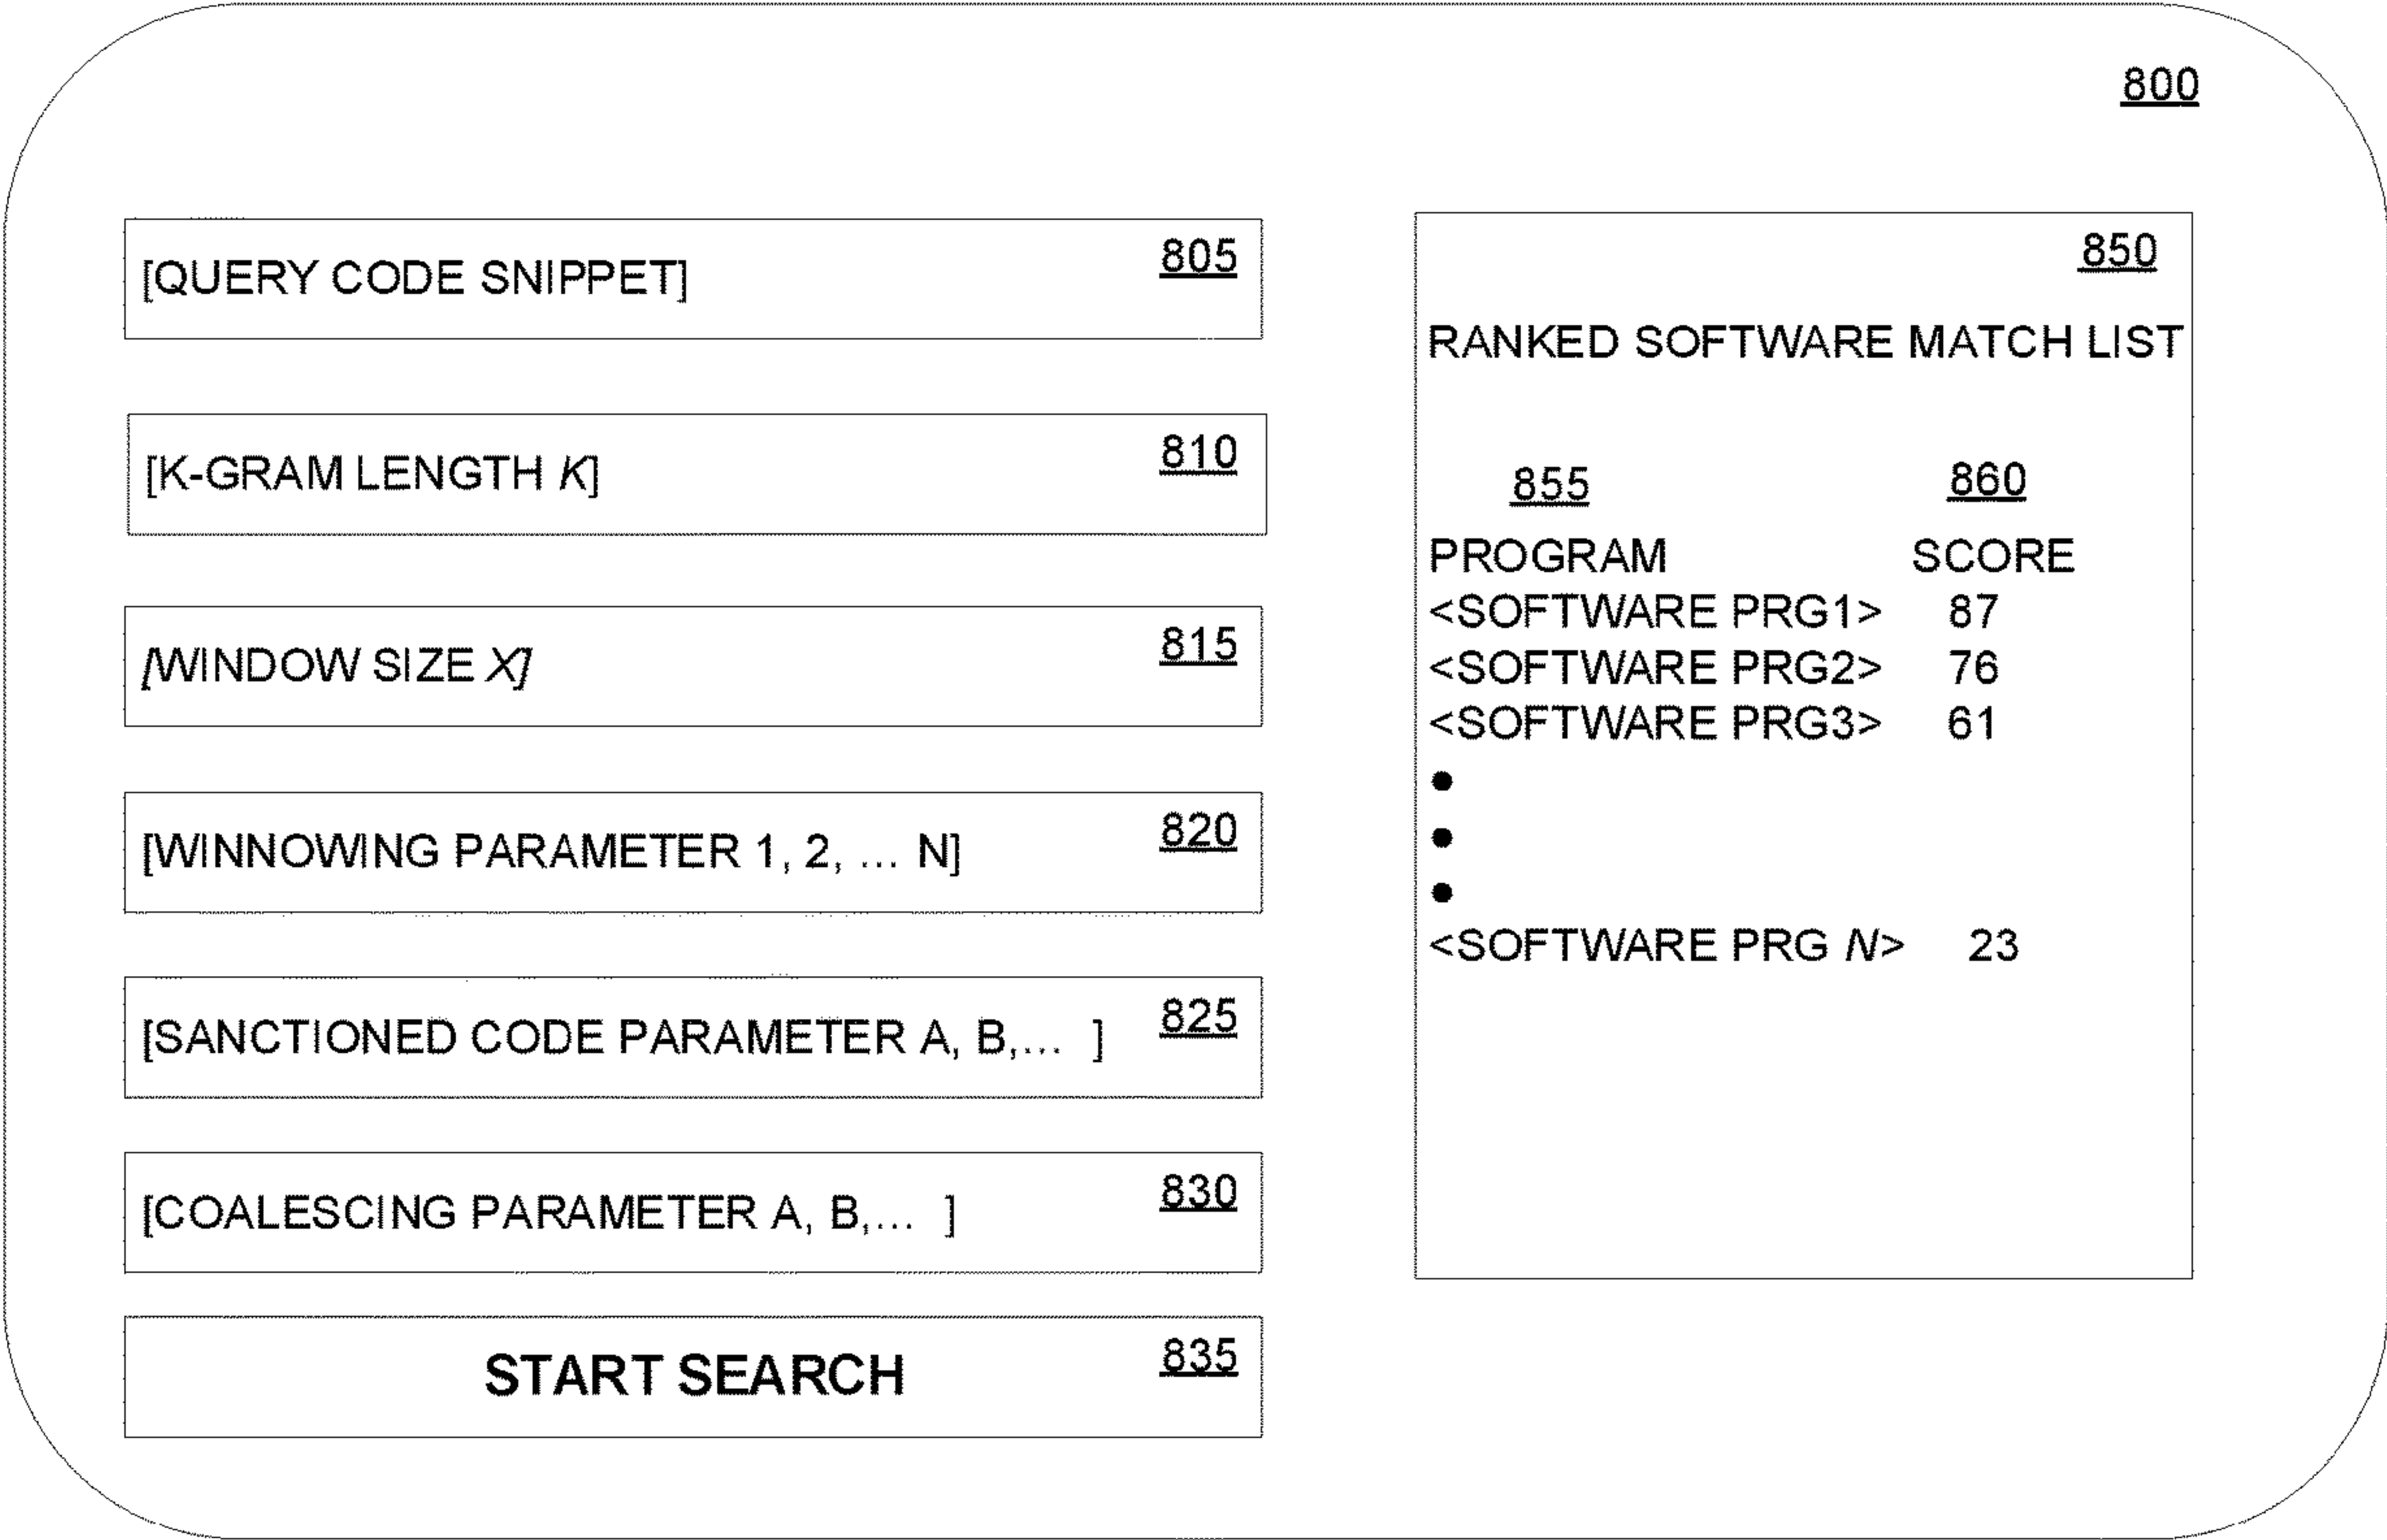 800
[QUERY CODE SNIPPET] 805
[K-GRAM LENGTH K] 810
[WINDOW SIZE X] 815
[WINNOWING PARAMETER 1, 2, ... N] 820
[SANCTIONED CODE PARAMETER A, B,... ] 825
[COALESCING PARAMETER A, B,... ] 830
START SEARCH 835
850
RANKED SOFTWARE MATCH LIST
855 860
PROGRAM SCORE
<SOFTWARE PRG1> 87
<SOFTWARE PRG2> 76
<SOFTWARE PRG3> 61
●
●
●
<SOFTWARE PRG N> 23